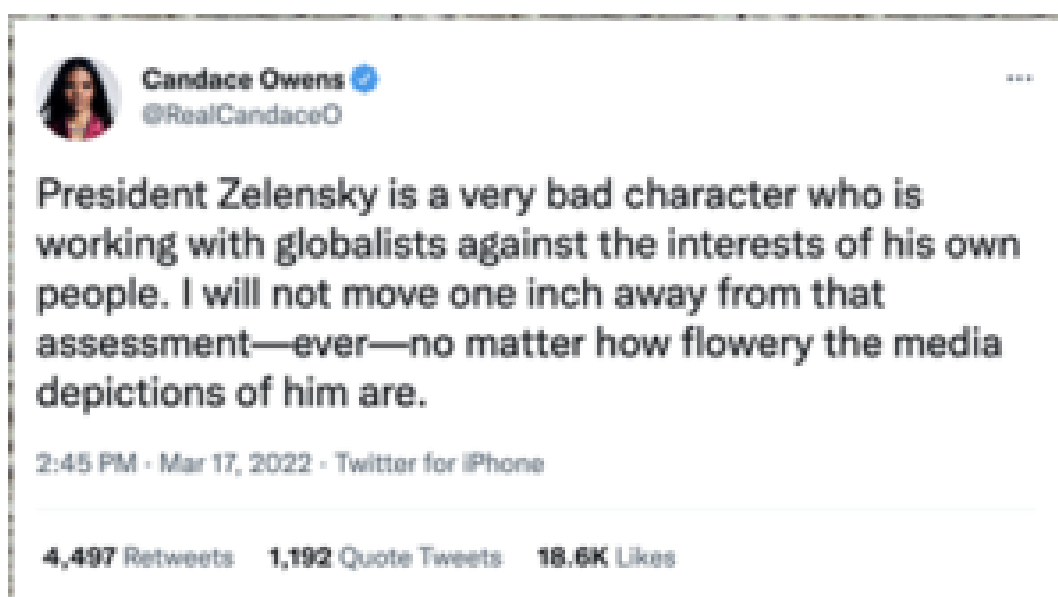 Candace Owens
@RealCandaceO
President Zelensky is a very bad character who is
working with globalists against the interests of his own
people. I will not move one inch away from that
assessment—ever—no matter how flowery the media
depictions of him are.
2:45 PM · Mar 17, 2022 · Twitter for iPhone
4,497 Retweets 1,192 Quote Tweets 18.6K Likes